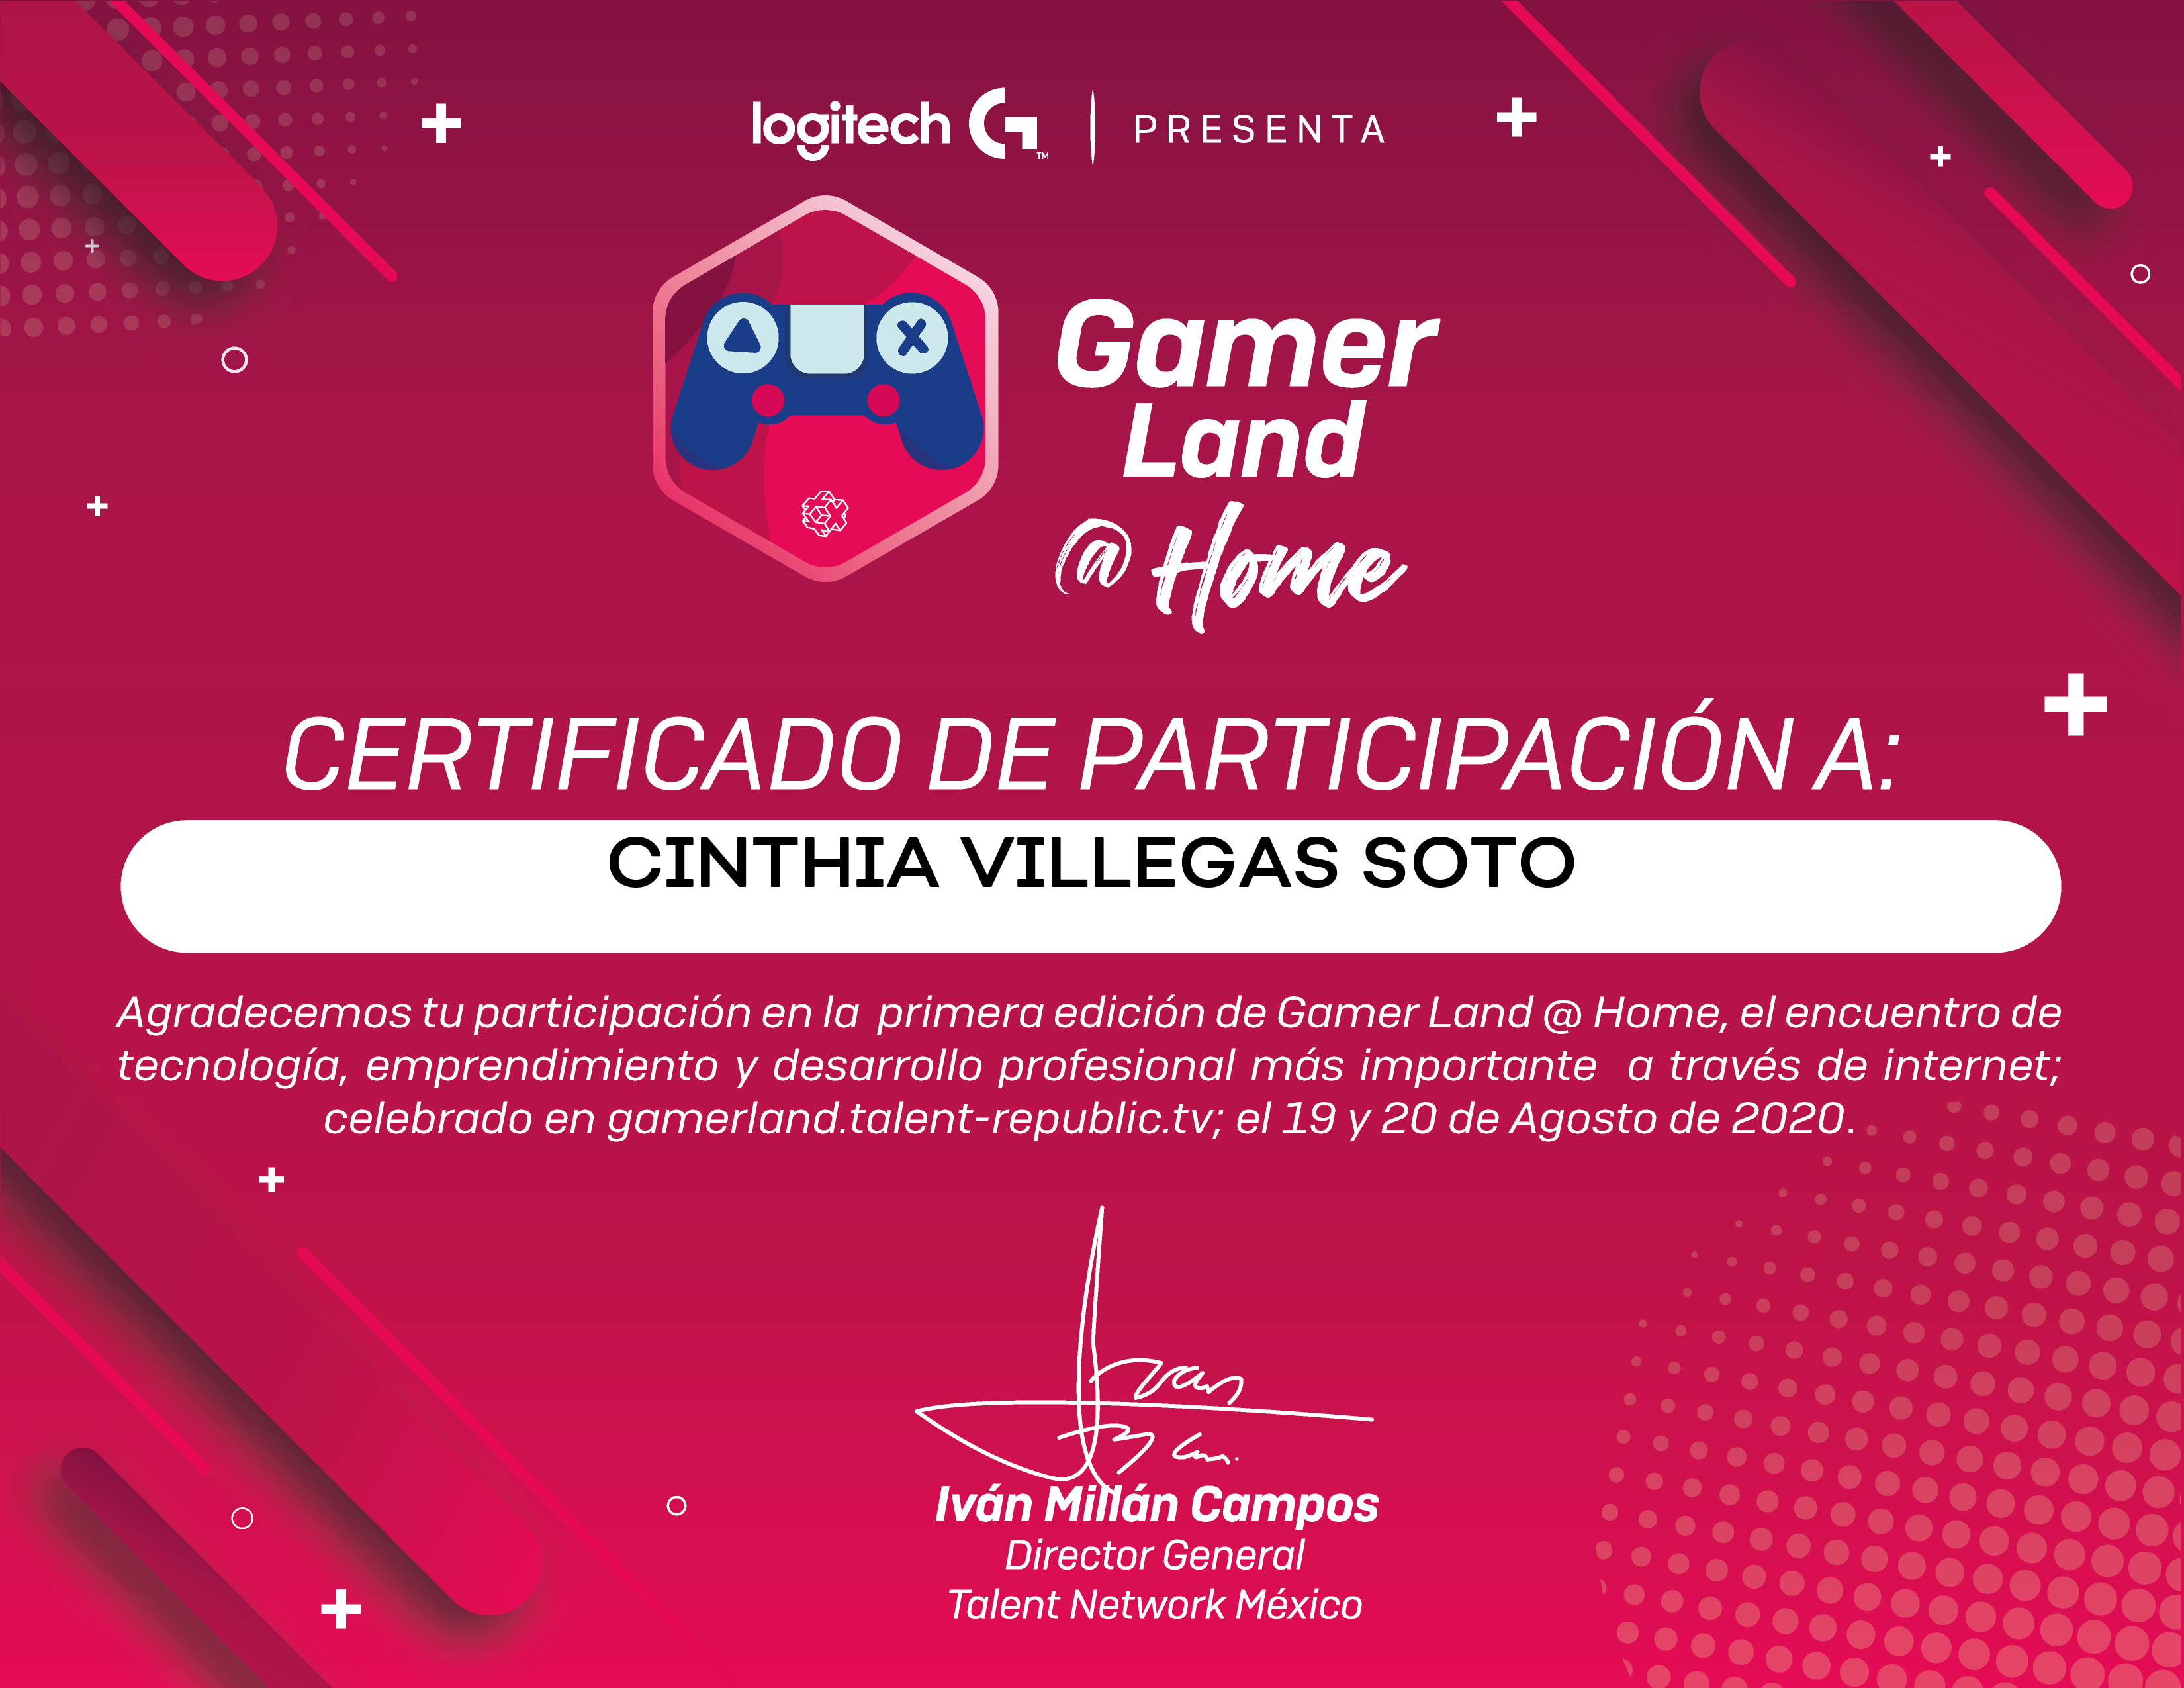 logitech G TM | PRESENTA
Gamer
Land
@ Home
CERTIFICADO DE PARTICIPACIÓN A:
CINTHIA VILLEGAS SOTO
Agradecemos tu participación en la primera edición de Gamer Land @ Home, el encuentro de
tecnología, emprendimiento y desarrollo profesional más importante a través de internet;
celebrado en gamerland.talent-republic.tv; el 19 y 20 de Agosto de 2020.
Iván Millán Campos
Director General
Talent Network México